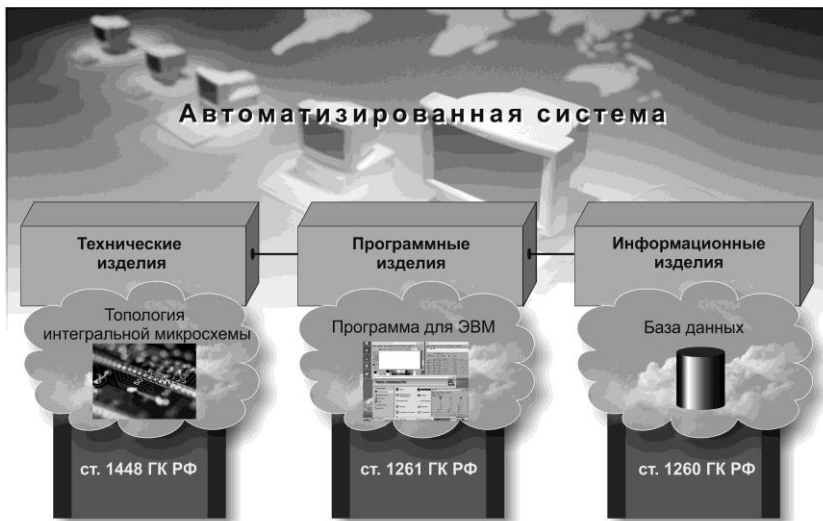 Автоматизированная система
Технические
изделия
Программные
изделия
Информационные
изделия
Топология
интегральной микросхемы
Программа для ЭВМ
База данных
ст. 1448 ГК РФ
ст. 1261 ГК РФ
ст. 1260 ГК РФ